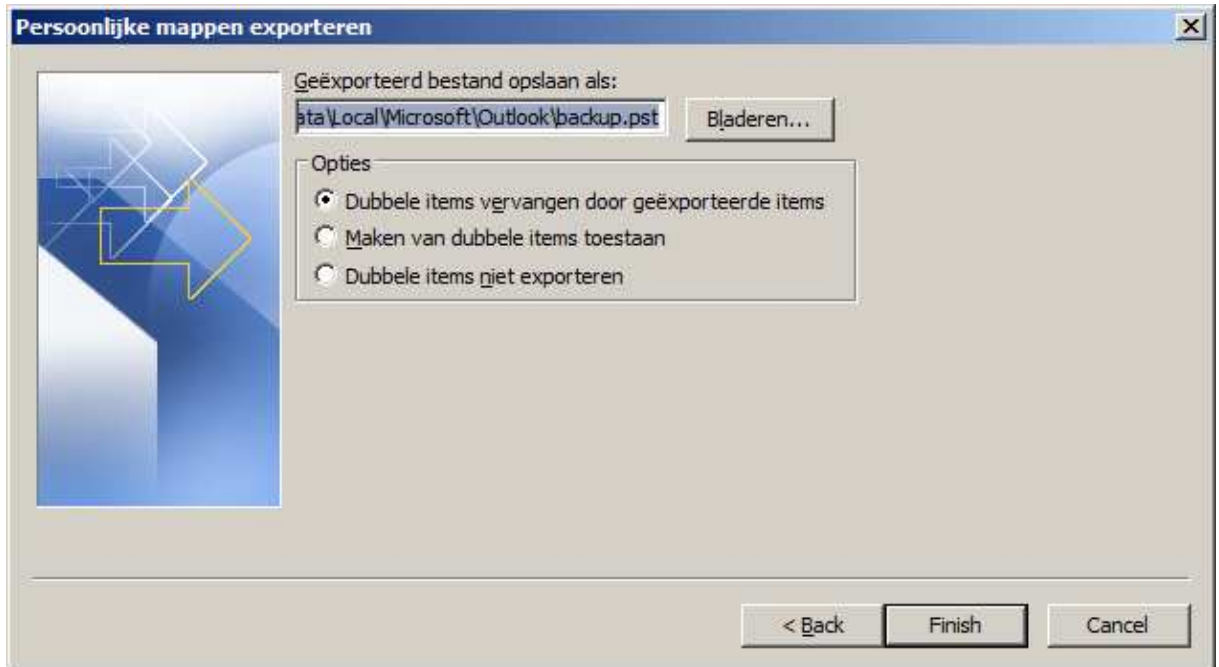 Persoonlijke mappen exporteren
Geëxporteerd bestand opslaan als:
ata\Local\Microsoft\Outlook\backup.pst
Bladeren...
Opties
Dubbele items vervangen door geëxporteerde items
Maken van dubbele items toestaan
Dubbele items niet exporteren
< Back
Finish
Cancel